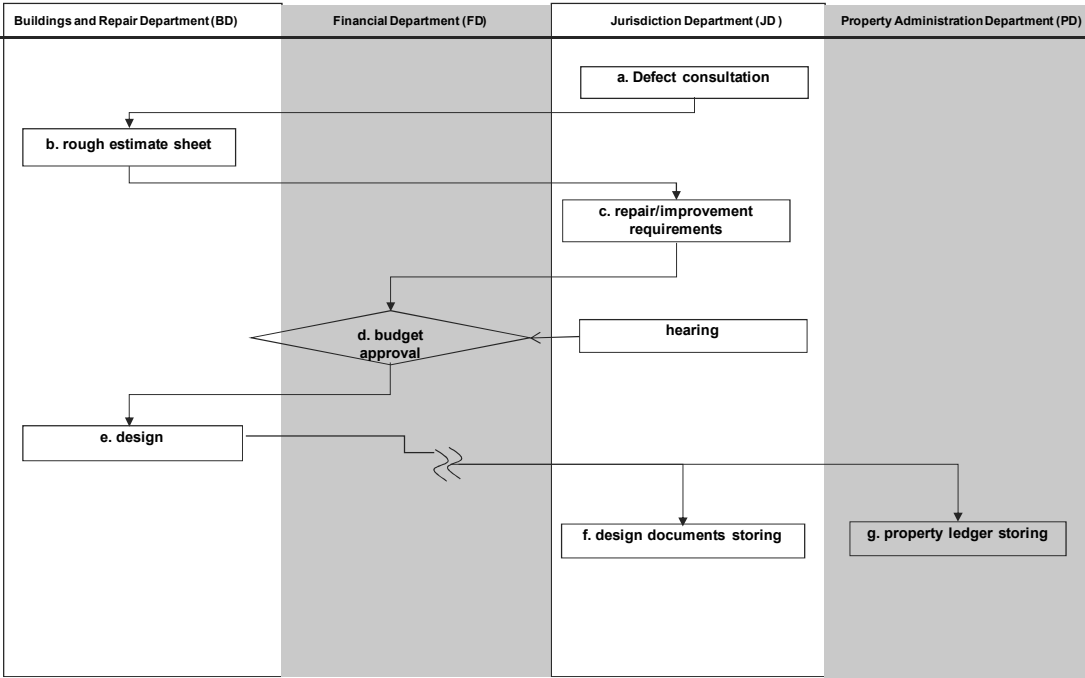 Buildings and Repair Department (BD)
Financial Department (FD)
Jurisdiction Department (JD)
Property Administration Department (PD)
a. Defect consultation
b. rough estimate sheet
c. repair/improvement
requirements
d. budget
approval
hearing
e. design
f. design documents storing
g. property ledger storing